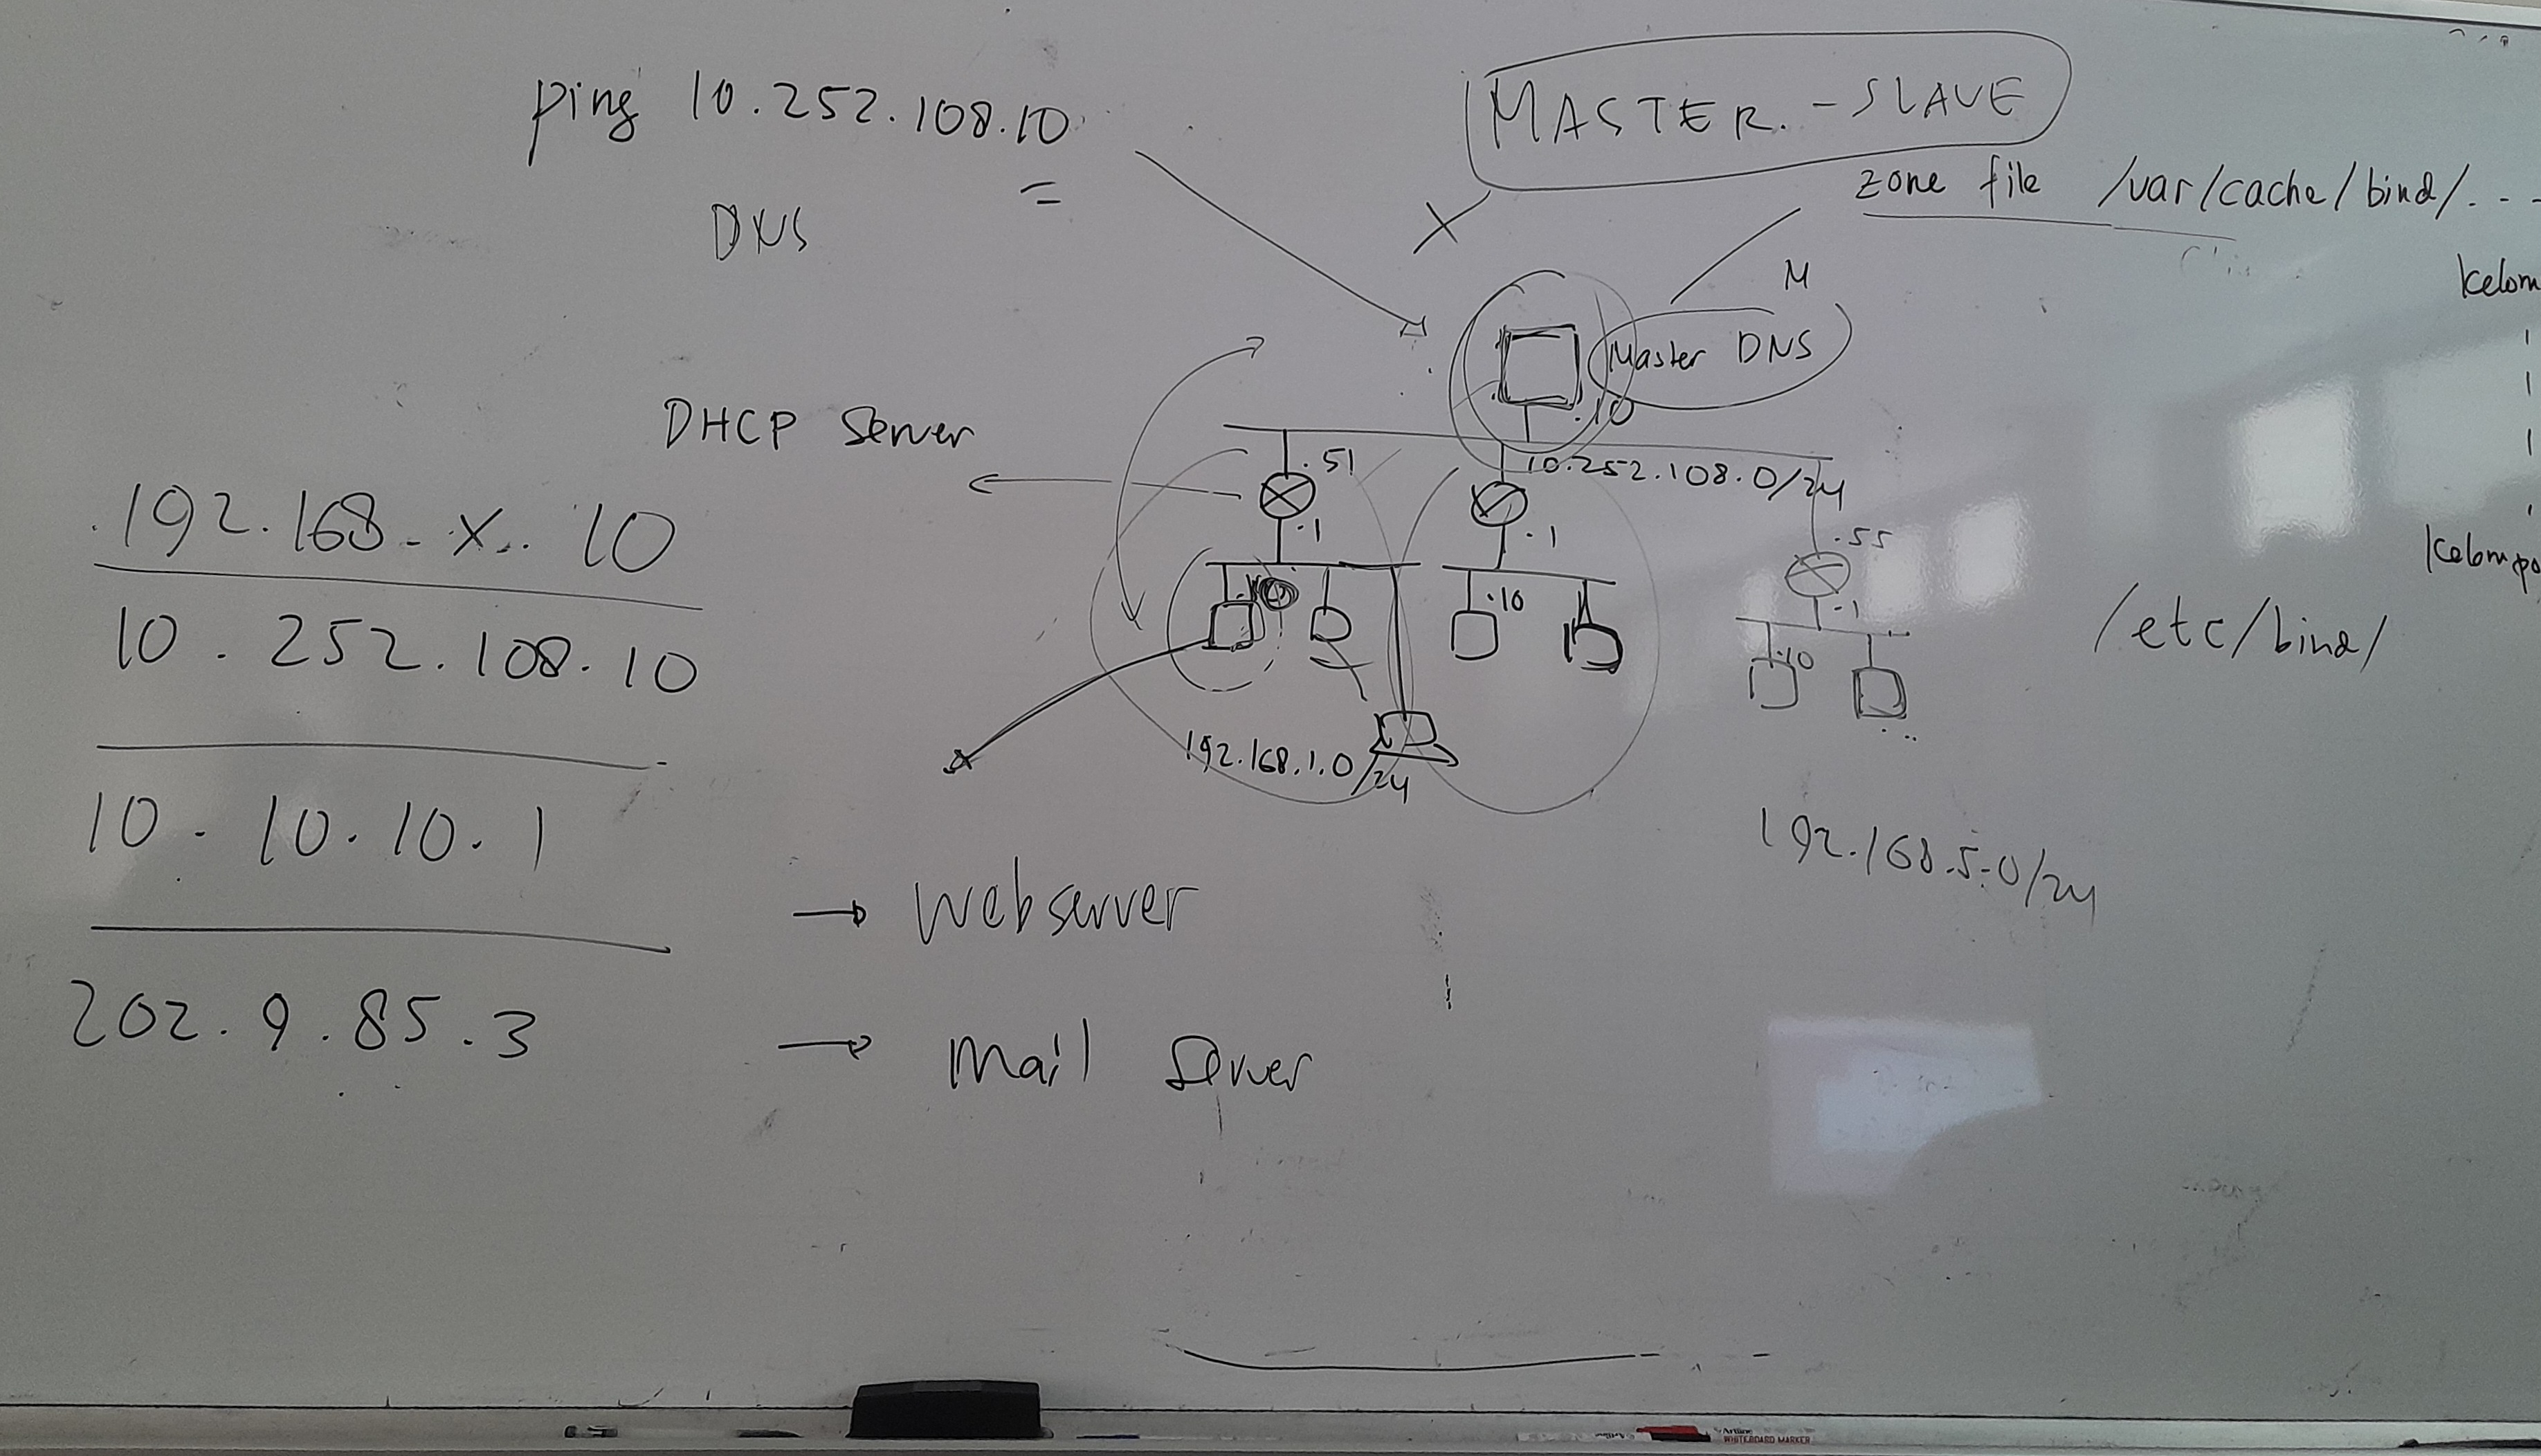 ping 10.252.108.10
=
DNS
MASTER. - SLAVE
X
zone file /var/cache/bind/...
M
Master DNS
.10
10.252.108.0/24
DHCP Server
.51
.1
.1
.10
.55
.1
.10
192.168.1.0/24
192.168.5.0/24
/etc/bind/
Kelom
Kelompo
192.168.x.10
10.252.108.10
10.10.10.1
202.9.85.3
→ Webserver
→ Mail Server
Artline
WHITEBOARD MARKER